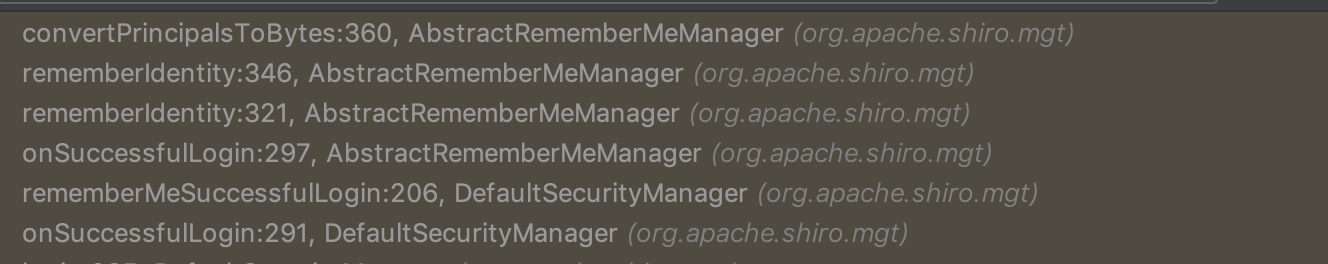 convertPrincipalsToBytes:360, AbstractRememberMeManager (org.apache.shiro.mgt)
rememberIdentity:346, AbstractRememberMeManager (org.apache.shiro.mgt)
rememberIdentity:321, AbstractRememberMeManager (org.apache.shiro.mgt)
onSuccessfulLogin:297, AbstractRememberMeManager (org.apache.shiro.mgt)
rememberMeSuccessfulLogin:206, DefaultSecurityManager (org.apache.shiro.mgt)
onSuccessfulLogin:291, DefaultSecurityManager (org.apache.shiro.mgt)